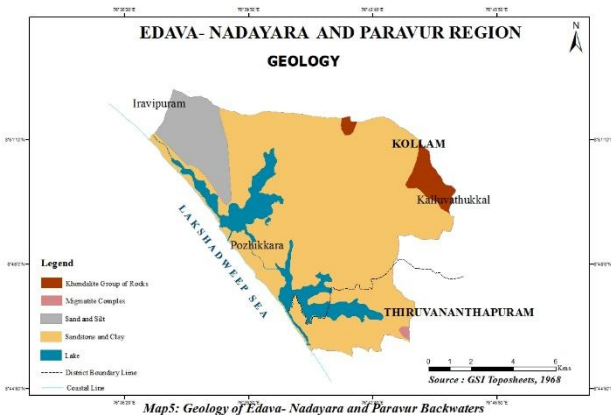 EDAVA- NADAYARA AND PARAVUR REGION
GEOLOGY
N
Iravipuram
KOLLAM
Kalluvathukkal
Pozhikkara
LAKSHADWEEP SEA
THIRUVANANTHAPURAM
Legend
Khondalite Group of Rocks
Migmatite Complex
Sand and Silt
Sandstone and Clay
Lake
District Boundary Lime
Coastal Line
0 2 4 6
Kms
Source : GSI Toposheets, 1968
Map5: Geology of Edava- Nadayara and Paravur Backwaters